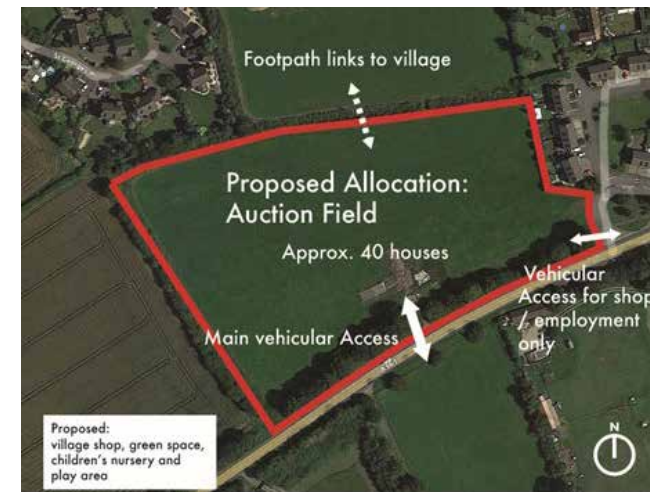 Footpath links to village
Proposed Allocation:
Auction Field
Approx. 40 houses
Vehicular
Access for shop
/ employment
only
Main vehicular Access
Proposed:
village shop, green space,
children's nursery and
play area
N